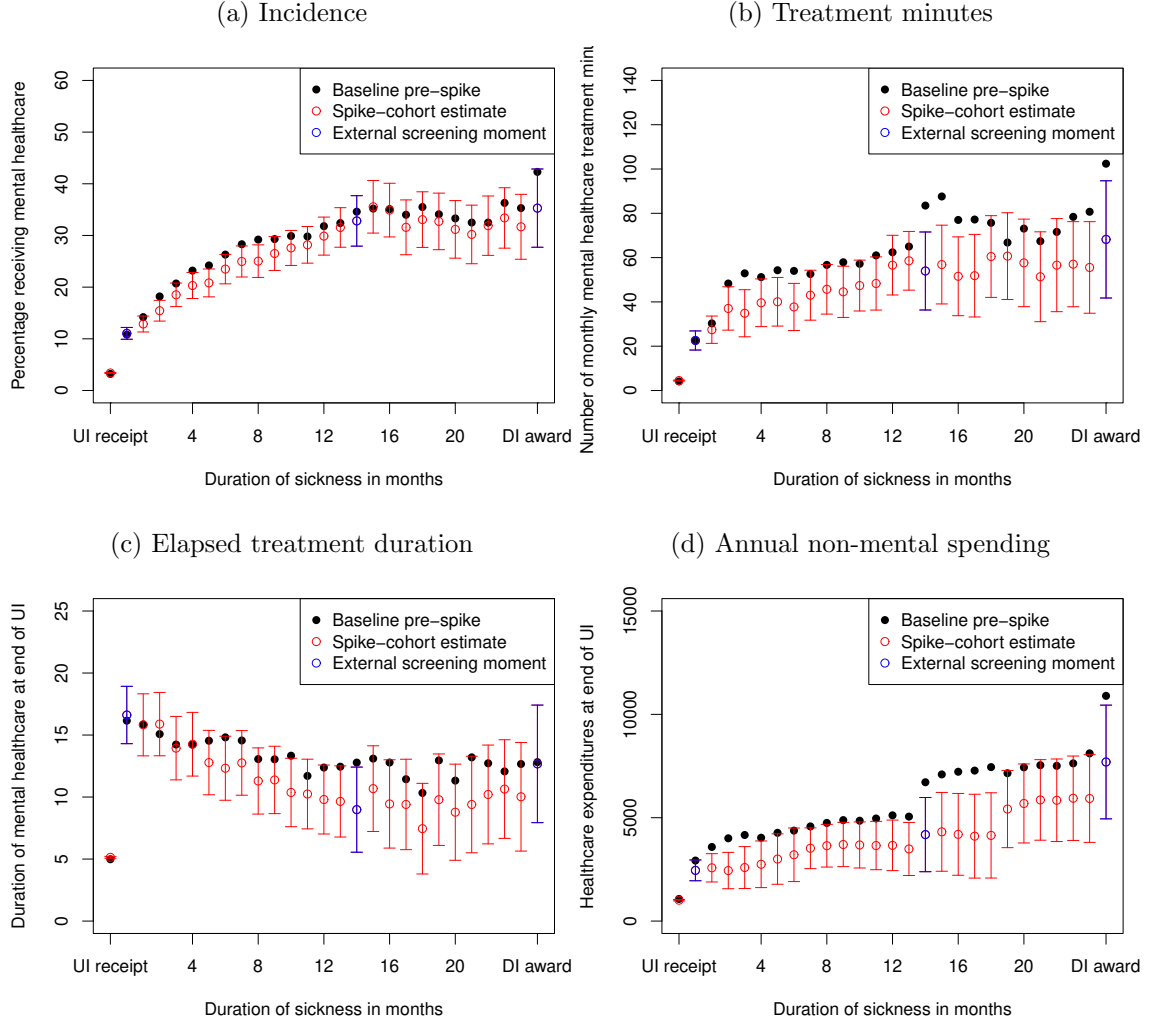 (a) Incidence
Percentage receiving mental healthcare
60
50
40
30
20
10
0
Baseline pre−spike
Spike−cohort estimate
External screening moment
UI receipt 4 8 12 16 20 DI award
Duration of sickness in months
(b) Treatment minutes
Number of monthly mental healthcare treatment minu
140
120
100
80
60
40
20
0
Baseline pre−spike
Spike−cohort estimate
External screening moment
UI receipt 4 8 12 16 20 DI award
Duration of sickness in months
(c) Elapsed treatment duration
Duration of mental healthcare at end of UI
25
20
15
10
5
0
Baseline pre−spike
Spike−cohort estimate
External screening moment
UI receipt 4 8 12 16 20 DI award
Duration of sickness in months
(d) Annual non-mental spending
Healthcare expenditures at end of UI
15000
10000
5000
0
Baseline pre−spike
Spike−cohort estimate
External screening moment
UI receipt 4 8 12 16 20 DI award
Duration of sickness in months